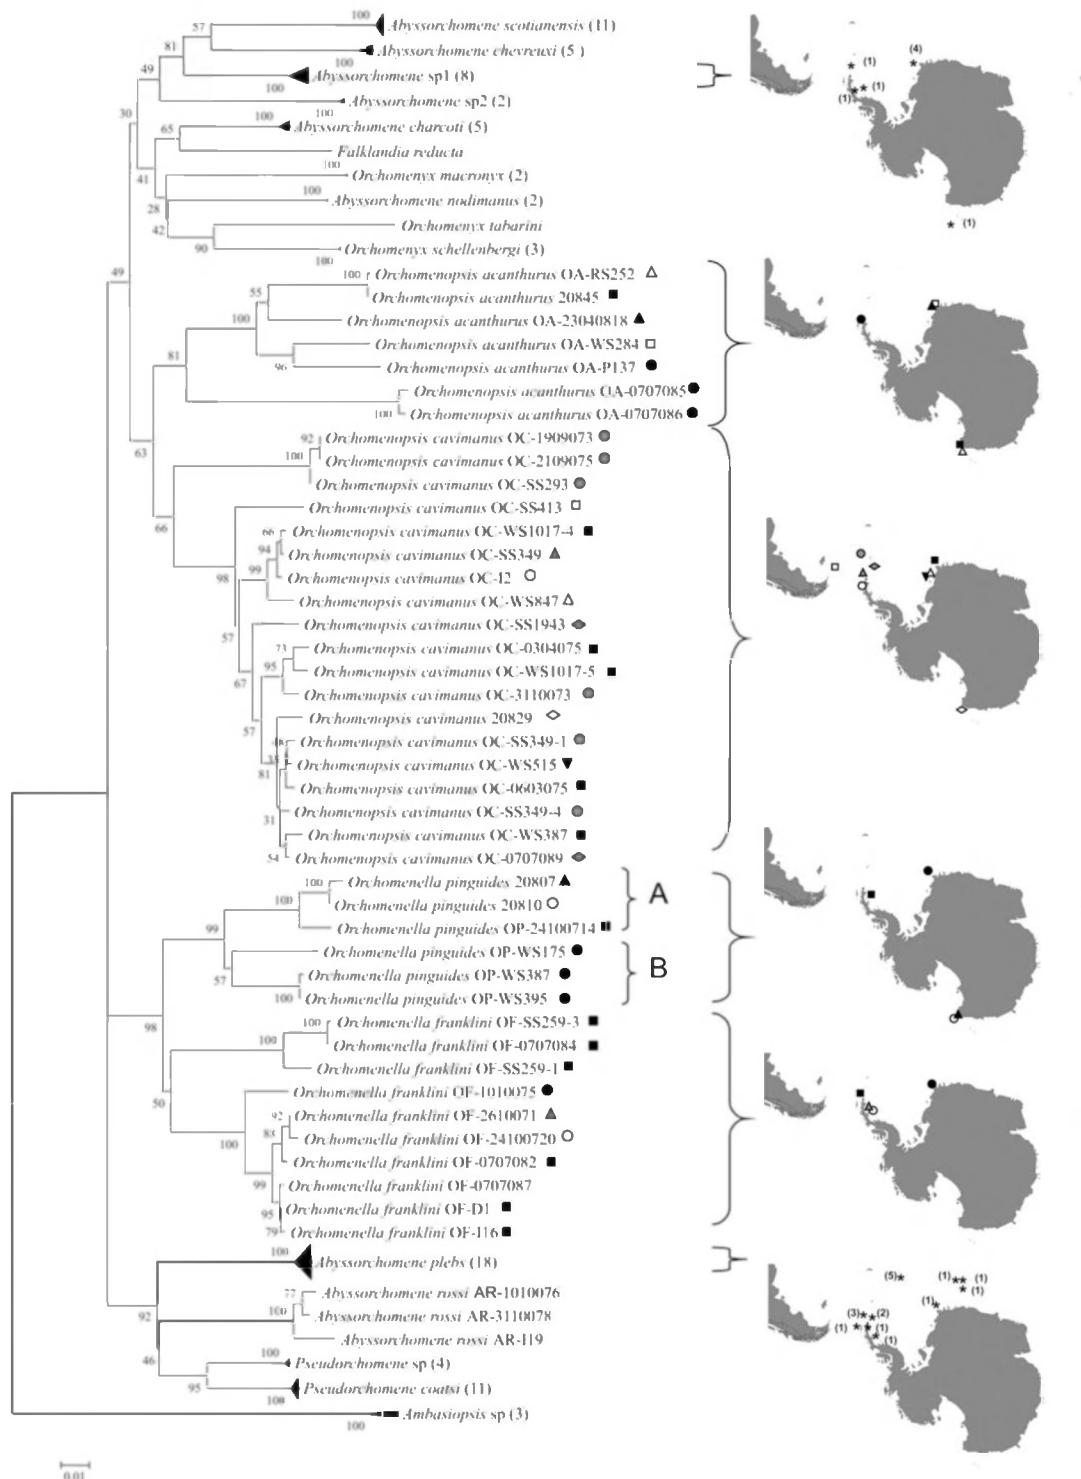 100
57
Abyssorchomene scotianensis (11)
81
100
Abyssorchomene chevreuxi (5)
49
100
Abyssorchomene sp1 (8)
30
100
Abyssorchomene sp2 (2)
65
100
Abyssorchomene charcoti (5)
Falklandia reducta
41
100
Orchomenyx macronyx (2)
28
100
Abyssorchomene nodimanus (2)
42
Orchomenyx tabarini
90
Orchomenyx schellenbergi (3)
100
49
100
Orchomenopsis acanthurus OA-RS252
55
Orchomenopsis acanthurus 20845
100
Orchomenopsis acanthurus OA-23040818
Orchomenopsis acanthurus OA-WS284
81
96
Orchomenopsis acanthurus OA-P137
Orchomenopsis acanthurus OA-0707085
100
Orchomenopsis acanthurus OA-0707086
63
92
Orchomenopsis cavimanus OC-1909073
100
Orchomenopsis cavimanus OC-2109075
Orchomenopsis cavimanus OC-SS293
66
Orchomenopsis cavimanus OC-SS413
66
Orchomenopsis cavimanus OC-WS1017-4
94
Orchomenopsis cavimanus OC-SS349
98
99
Orchomenopsis cavimanus OC-I2
Orchomenopsis cavimanus OC-WS847
57
Orchomenopsis cavimanus OC-SS1943
73
Orchomenopsis cavimanus OC-0304075
95
Orchomenopsis cavimanus OC-WS1017-5
67
Orchomenopsis cavimanus OC-3110073
57
Orchomenopsis cavimanus 20829
Orchomenopsis cavimanus OC-SS349-1
Orchomenopsis cavimanus OC-WS515
81
Orchomenopsis cavimanus OC-0603075
Orchomenopsis cavimanus OC-SS349-4
31
Orchomenopsis cavimanus OC-WS387
54
Orchomenopsis cavimanus OC-0707089
100
Orchomenella pinguides 20807
100
Orchomenella pinguides 20810
A
99
Orchomenella pinguides OP-24100714
Orchomenella pinguides OP-WS175
57
Orchomenella pinguides OP-WS387
B
100
Orchomenella pinguides OP-WS395
98
100
Orchomenella franklini OF-SS259-3
100
Orchomenella franklini OF-0707084
Orchomenella franklini OF-SS259-1
50
Orchomenella franklini OF-1010075
92
Orchomenella franklini OF-2610071
100
Orchomenella franklini OF-24100720
Orchomenella franklini OF-0707082
99
Orchomenella franklini OF-0707087
95
Orchomenella franklini OF-D1
79
Orchomenella franklini OF-I16
100
Abyssorchomene plebs (18)
77
Abyssorchomene rossi AR-1010076
92
100
Abyssorchomene rossi AR-3110078
Abyssorchomene rossi AR-I19
46
100
Pseudorchomene sp (4)
95
Pseudorchomene coatsi (11)
100
Ambasiopsis sp (3)
100
0.01
(1)
(4)
(1)
(1)
(1)
(5)
(1)
(1)
(1)
(1)
(3)
(2)
(1)
(1)
(1)